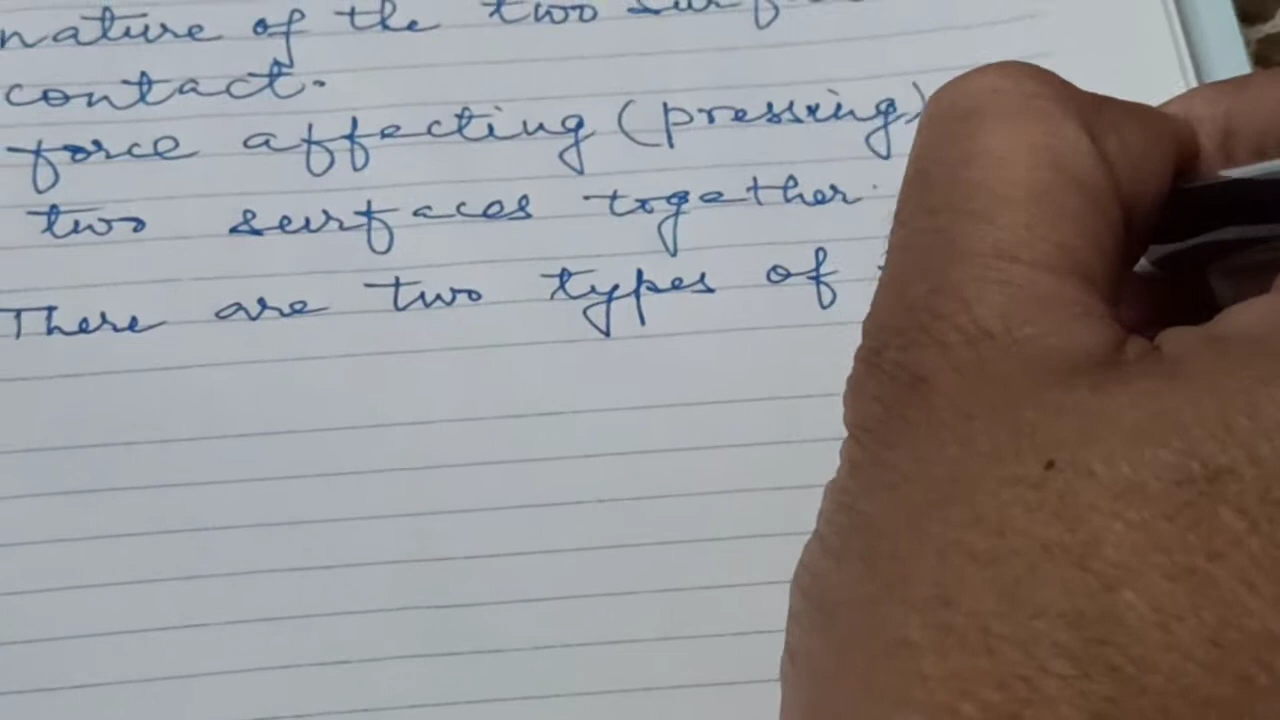 nature of the two
contact.
force affecting (pressing)
two surfaces together.
There are two types of